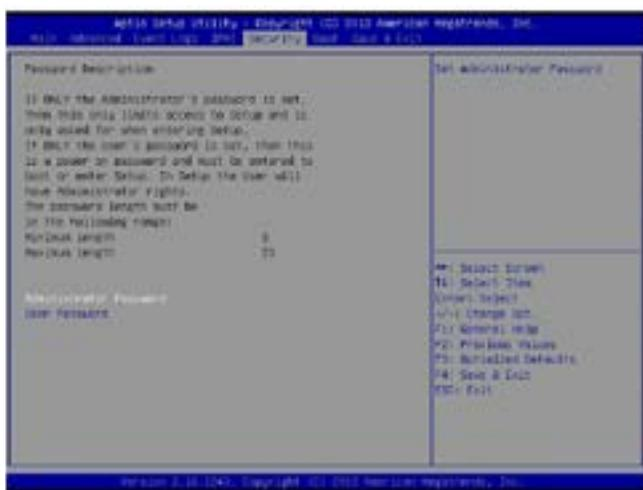 Aptio Setup Utility - Copyright (C) 2013 American Megatrends, Inc.
Main Advanced Event Logs IPMI Security Boot Save & Exit
Password Description
If ONLY the Administrator's password is set,
then this only limits access to Setup and is
only asked for when entering Setup.
If ONLY the User's password is set, then this
is a power on password and must be entered to
boot or enter Setup. In Setup the User will
have Administrator rights.
The password length must be
in the following range:
Minimum length
Maximum length
Administrator Password
User Password
Set Administrator Password
: Select Screen
: Select Item
Enter: Select
+/-: Change Opt.
F1: General Help
F2: Previous Values
F3: Optimized Defaults
F4: Save & Exit
ESC: Exit
Version Copyright (C) 2013 American Megatrends, Inc.